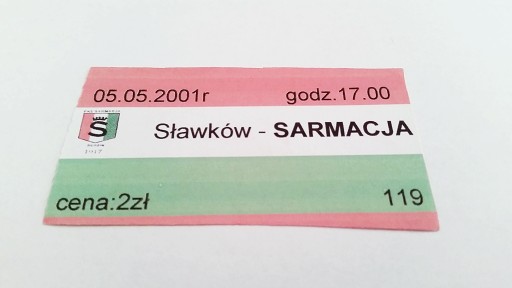 05.05.2001r godz.17.00
S
Sławków - SARMACJA
cena:2zł 119